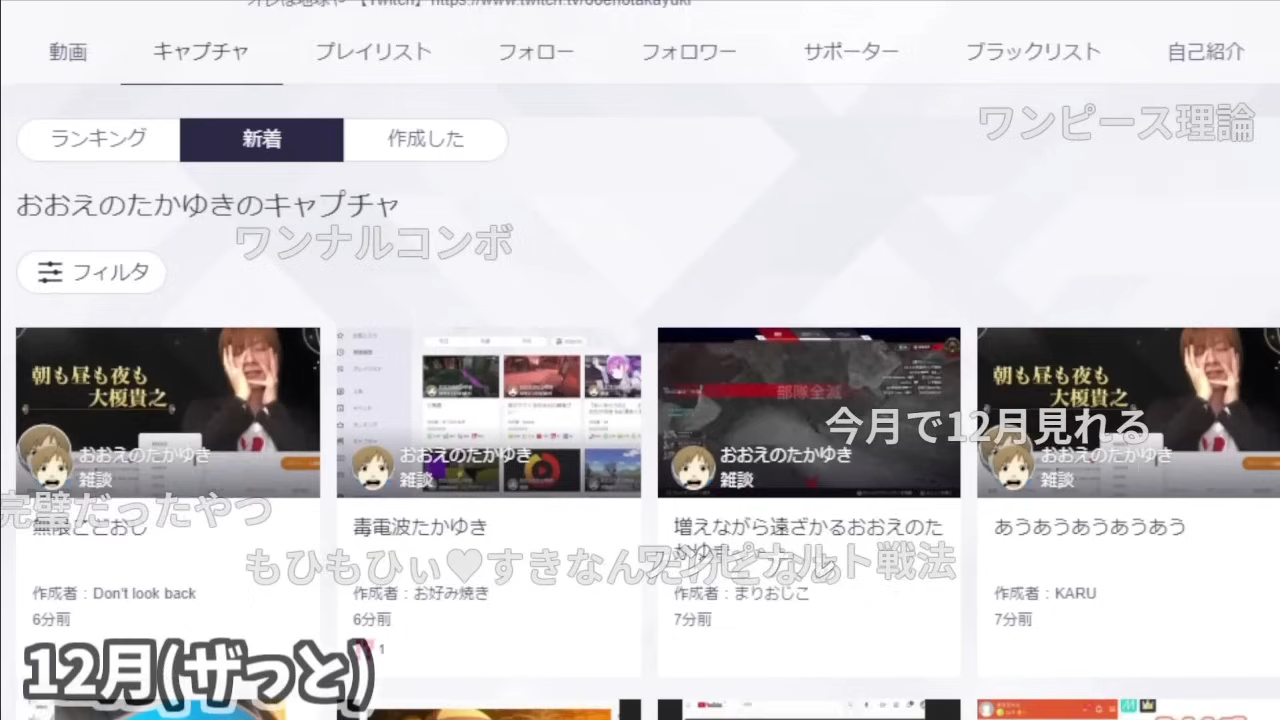 オレは地球や 【Twitch】https://www.twitch.tv/ooenotakayuki
動画 キャプチャ プレイリスト フォロー フォロワー サポーター ブラックリスト 自己紹介
ワンピース理論
ランキング 新着 作成した
おおえのたかゆきのキャプチャ
ワンナルコンボ
フィルタ
朝も昼も夜も
大榎貴之
おおえのたかゆき
雑談
おおえのたかゆき
雑談
部隊全滅
おおえのたかゆき
雑談
朝も昼も夜も
大榎貴之
おおえのたかゆき
雑談
今月で12月見れる
完璧だったやつ
無限ごとおし
毒電波たかゆき
増えながら遠ざかるおおえのた
あうあうあうあうあう
もひもひぃ♥すきなんだけどなぁ
戦法
作成者：Don't look back
6分前
作成者：お好み焼き
6分前
1
作成者：まりおじこ
7分前
作成者：KARU
7分前
12月(ザっと)
YouTube